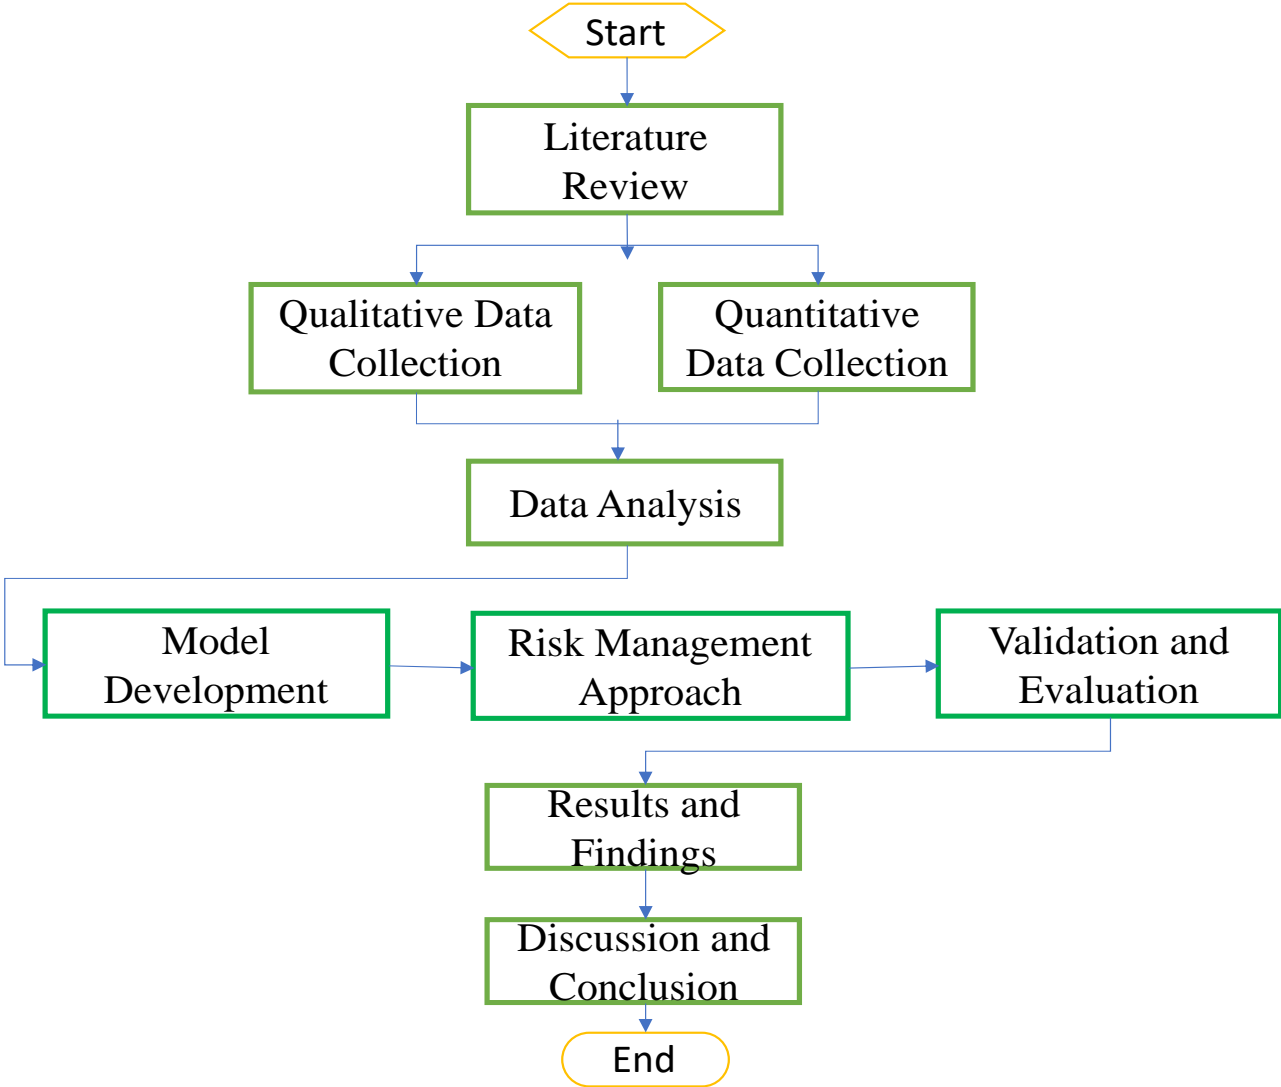 Start
Literature
Review
Qualitative Data
Collection
Quantitative
Data Collection
Data Analysis
Model
Development
Risk Management
Approach
Validation and
Evaluation
Results and
Findings
Discussion and
Conclusion
End